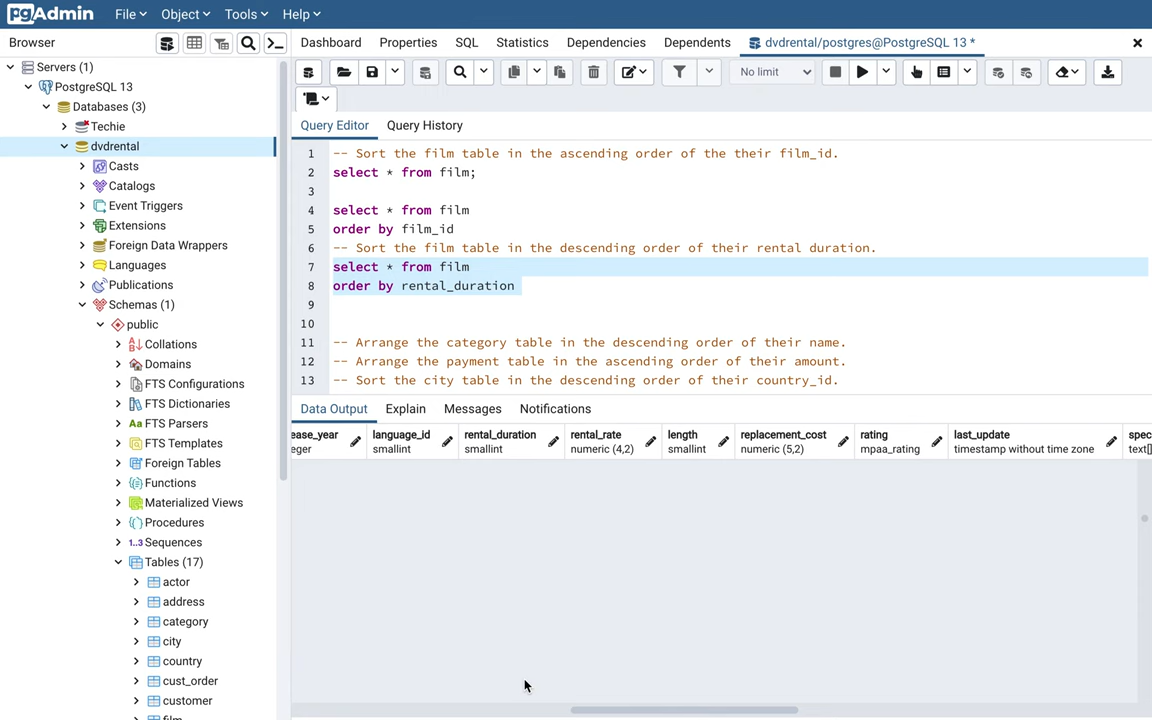 pgAdmin File Object Tools Help
Browser
Dashboard Properties SQL Statistics Dependencies Dependents dvdrental/postgres@PostgreSQL 13 *
No limit
Query Editor Query History
Servers (1)
PostgreSQL 13
Databases (3)
Techie
dvdrental
Casts
Catalogs
Event Triggers
Extensions
Foreign Data Wrappers
Languages
Publications
Schemas (1)
public
Collations
Domains
FTS Configurations
FTS Dictionaries
Aa FTS Parsers
FTS Templates
Foreign Tables
Functions
Materialized Views
Procedures
1..3 Sequences
Tables (17)
actor
address
category
city
country
cust_order
customer
film
1 -- Sort the film table in the ascending order of the their film_id.
2 select * from film;
3
4 select * from film
5 order by film_id
6 -- Sort the film table in the descending order of their rental duration.
7 select * from film
8 order by rental_duration
9
10
11 -- Arrange the category table in the descending order of their name.
12 -- Arrange the payment table in the ascending order of their amount.
13 -- Sort the city table in the descending order of their country_id.
Data Output Explain Messages Notifications
ease_year language_id rental_duration rental_rate length replacement_cost rating last_update spec
eger smallint smallint numeric (4,2) smallint numeric (5,2) mpaa_rating timestamp without time zone text[]